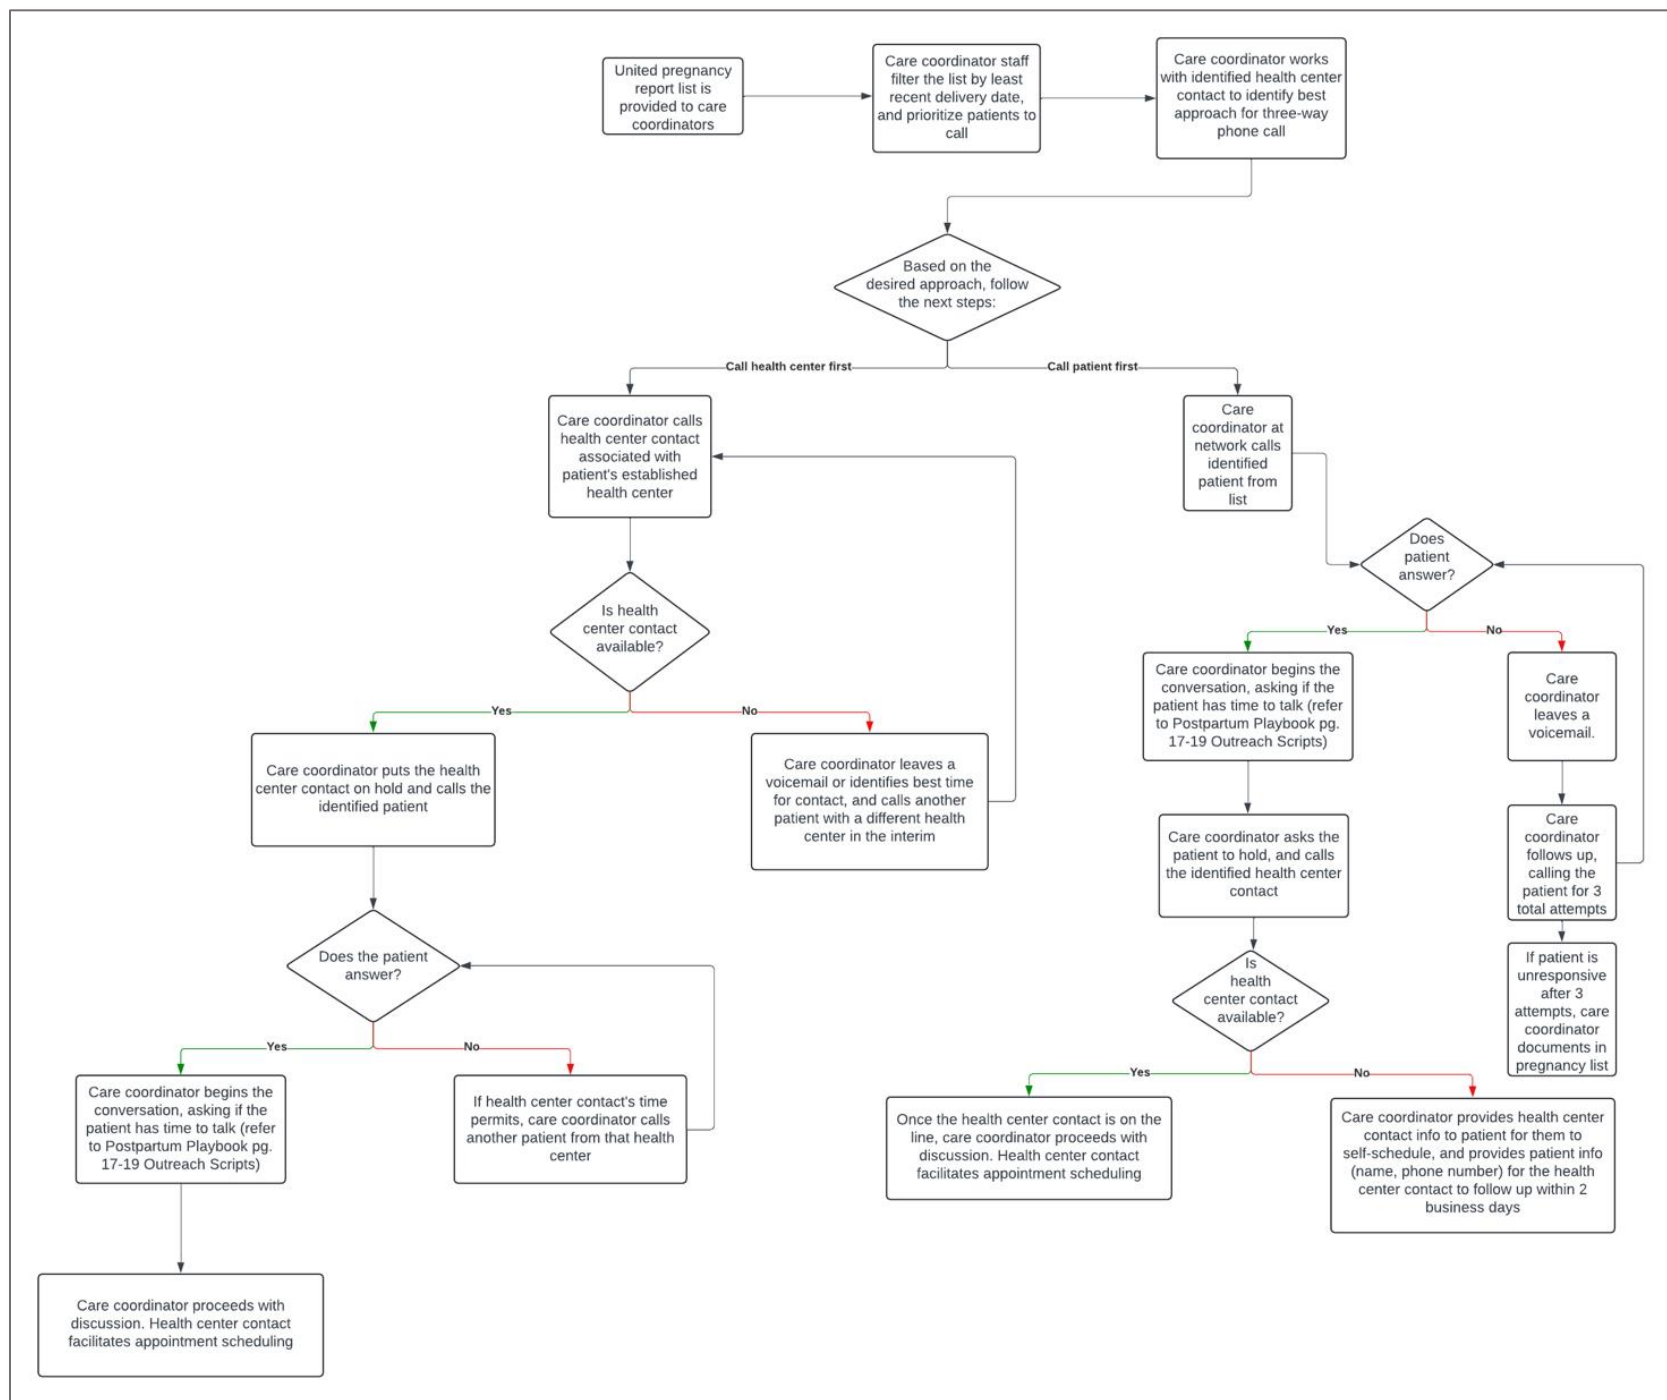 United pregnancy
report list is
provided to care
coordinators
Care coordinator staff
filter the list by least
recent delivery date,
and prioritize patients to
call
Care coordinator works
with identified health center
contact to identify best
approach for three-way
phone call
Based on the
desired approach, follow
the next steps:
Call health center first
Call patient first
Care coordinator calls
health center contact
associated with
patient's established
health center
Is health
center contact
available?
Yes
No
Care coordinator puts the health
center contact on hold and calls the
identified patient
Care coordinator leaves a
voicemail or identifies best time
for contact, and calls another
patient with a different health
center in the interim
Does the patient
answer?
Yes
No
Care coordinator begins the
conversation, asking if the
patient has time to talk (refer
to Postpartum Playbook pg.
17-19 Outreach Scripts)
If health center contact's time
permits, care coordinator calls
another patient from that health
center
Care coordinator proceeds with
discussion. Health center contact
facilitates appointment scheduling
Care
coordinator at
network calls
identified
patient from
list
Does
patient
answer?
Yes
No
Care coordinator begins the
conversation, asking if the
patient has time to talk (refer
to Postpartum Playbook pg.
17-19 Outreach Scripts)
Care
coordinator
leaves a
voicemail.
Care coordinator asks the
patient to hold, and calls
the identified health center
contact
Care
coordinator
follows up,
calling the
patient for 3
total attempts
If patient is
unresponsive
after 3
attempts, care
coordinator
documents in
pregnancy list
Is
health
center contact
available?
Yes
No
Once the health center contact is on the
line, care coordinator proceeds with
discussion. Health center contact
facilitates appointment scheduling
Care coordinator provides health center
contact info to patient for them to
self-schedule, and provides patient info
(name, phone number) for the health
center contact to follow up within 2
business days